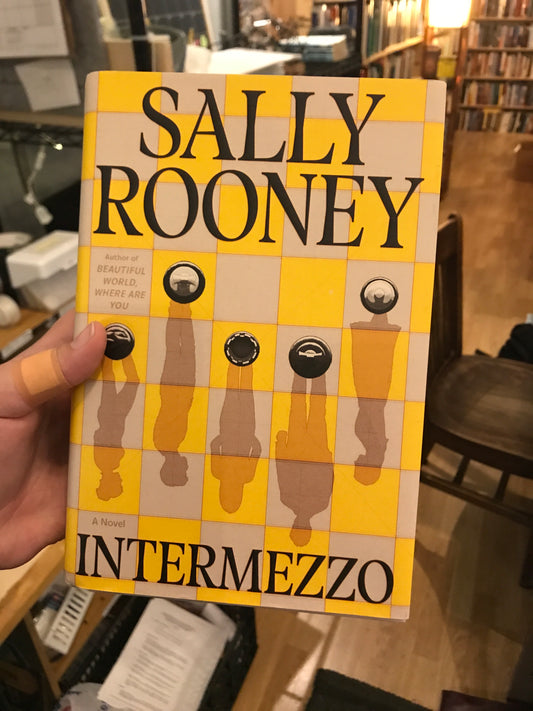 SALLY
ROONEY
Author of
BEAUTIFUL
WORLD,
WHERE ARE
YOU
A Novel
INTERMEZZO